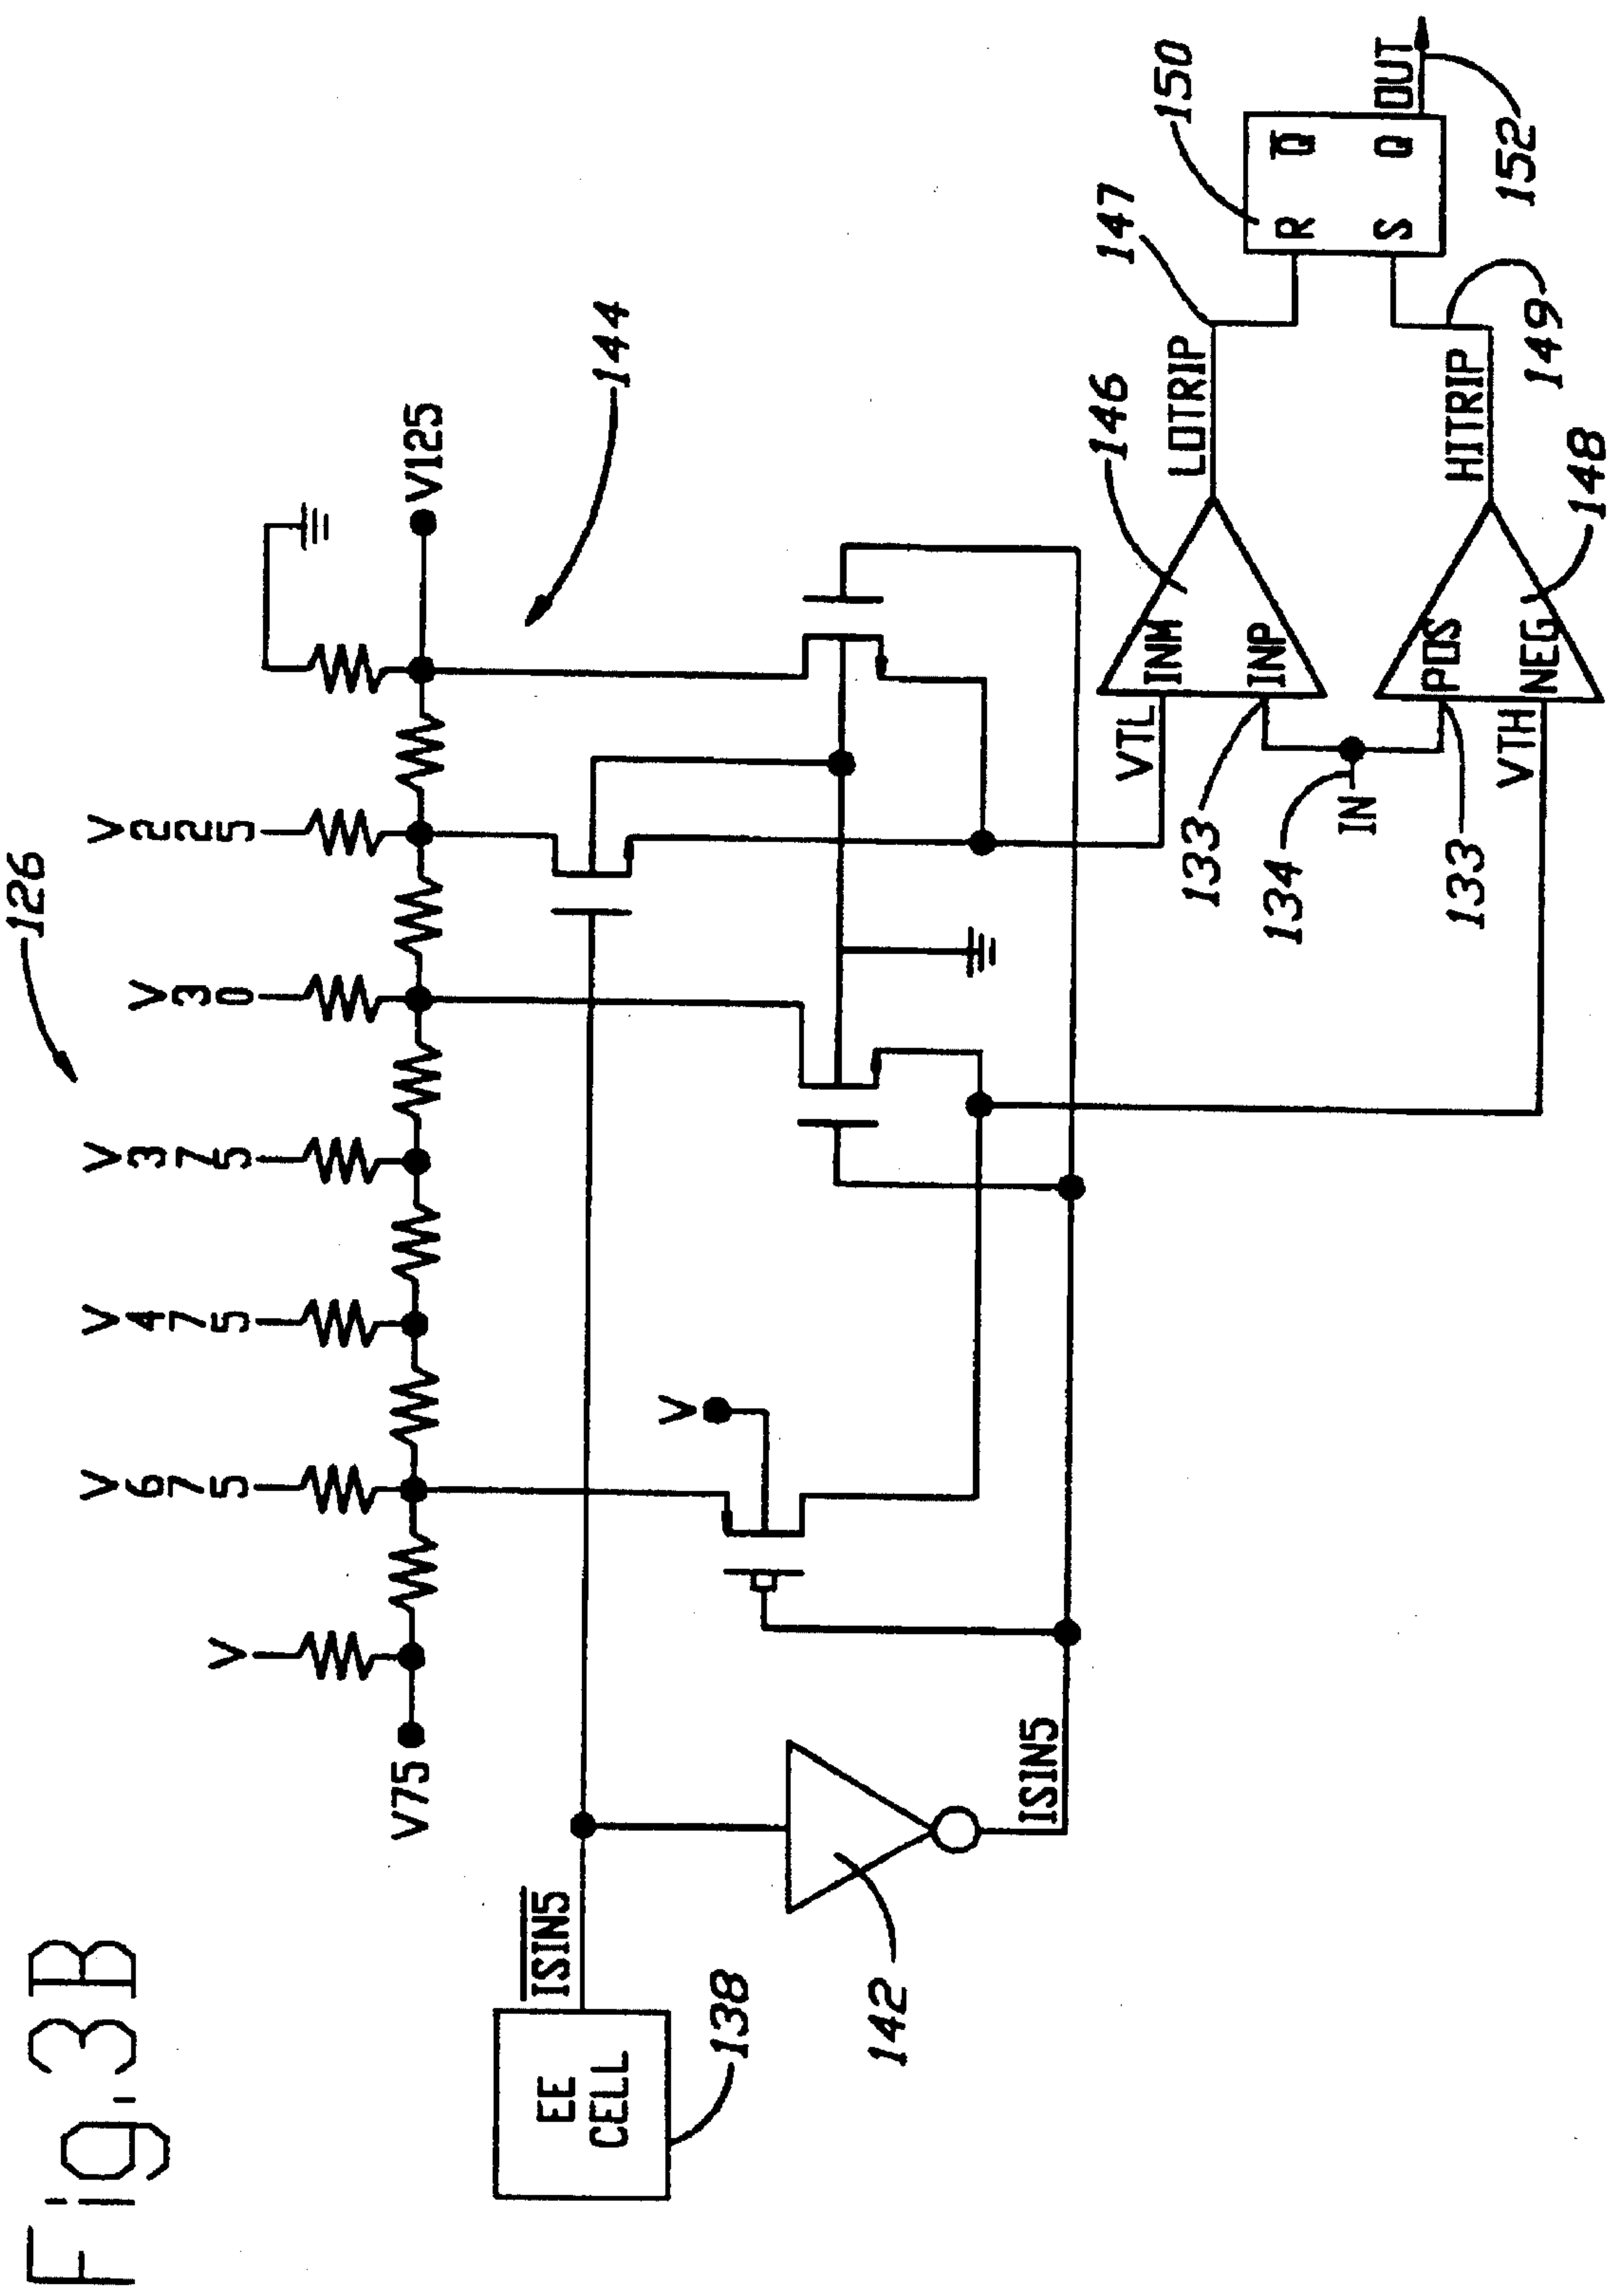 Fig. 3B
126
V
V675
V475
V375
V30
V225
V75
V125
144
V
EE
CELL
138
ISIN5
142
ISIN5
VTL
INM
INP
146
LOTRIP
147
133
134
IN
133
POS
NEG
VTH
148
HITRIP
149
150
R
Q
S
Q
OUT
152